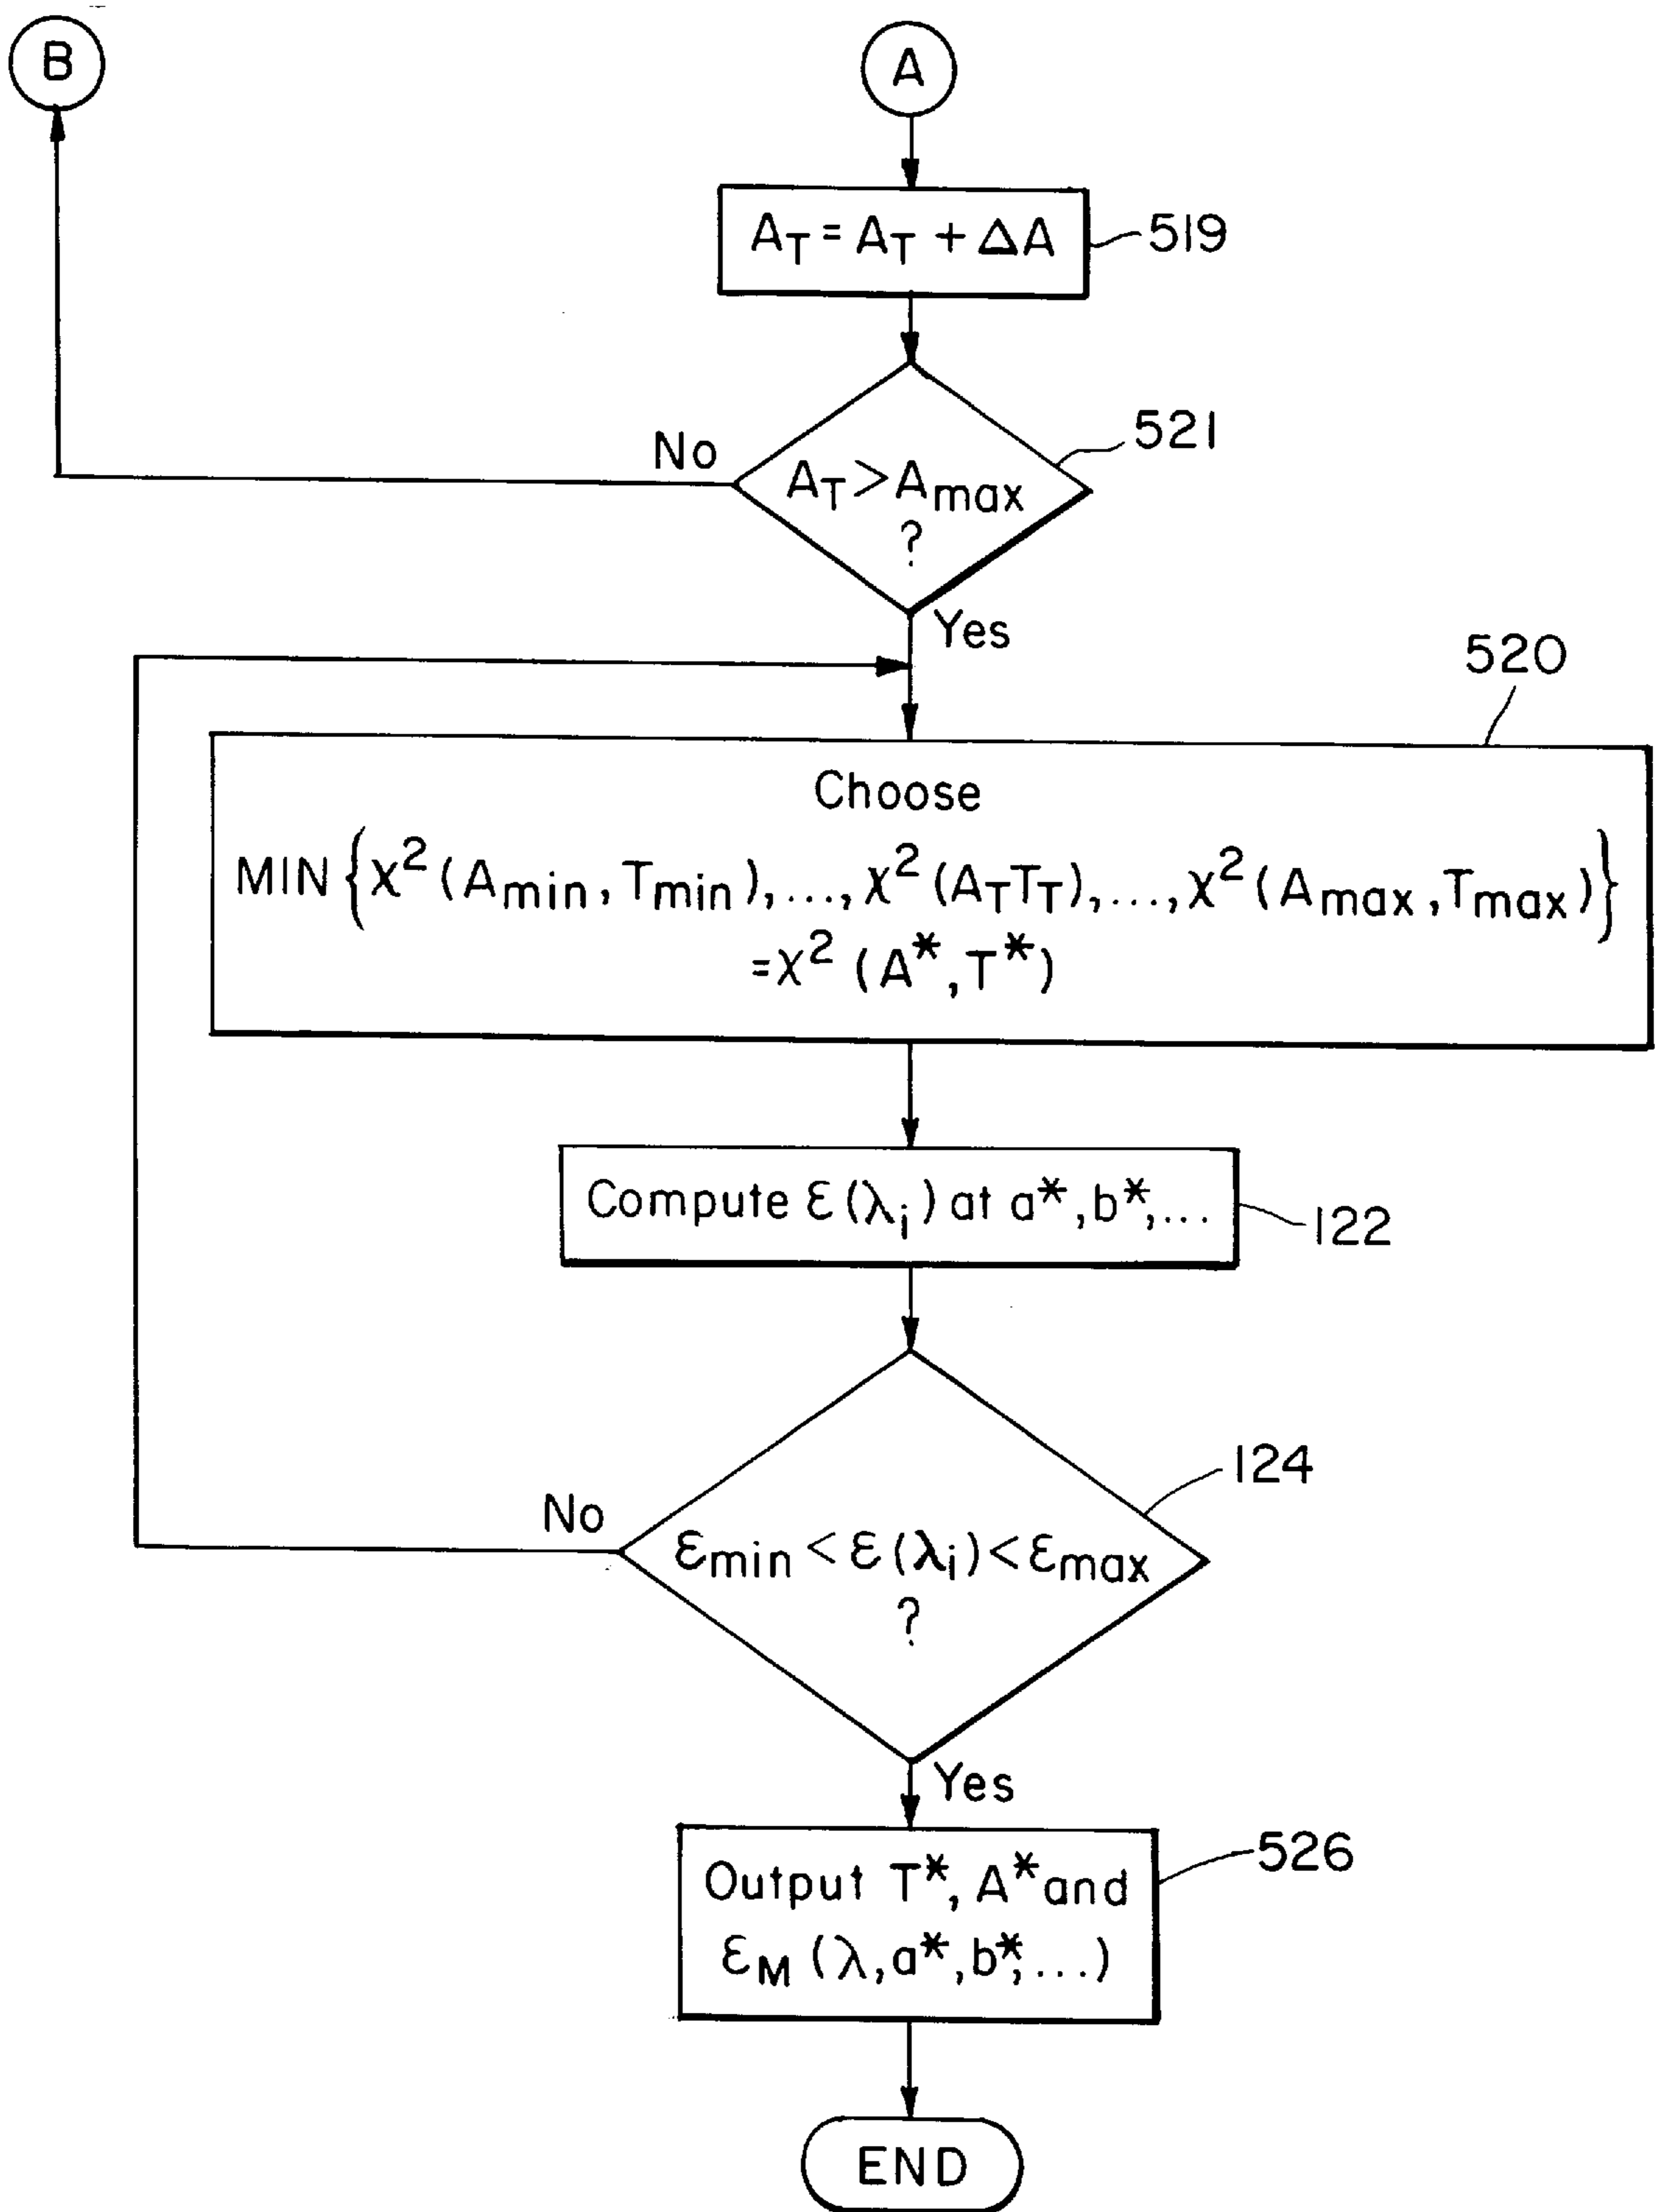 B
A
A_T = A_T + ΔA
519
521
No
A_T > A_max
?
Yes
520
Choose
MIN {χ² (A_min, T_min), ..., χ² (A_T T_T), ..., χ² (A_max, T_max)}
= χ² (A*, T*)
Compute ε (λ_i) at a*, b*, ...
122
124
No
ε_min < ε (λ_i) < ε_max
?
Yes
526
Output T*, A* and
ε_M (λ, a*, b*, ...)
END